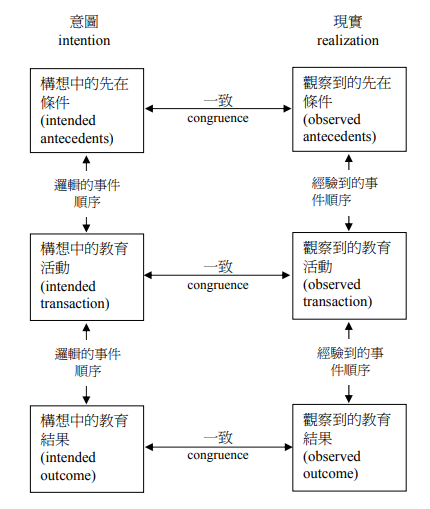 意圖
intention
現實
realization
構想中的先在
條件
(intended
antecedents)
一致
congruence
觀察到的先在
條件
(observed
antecedents)
邏輯的事件
順序
經驗到的事
件順序
構想中的教育
活動
(intended
transaction)
一致
congruence
觀察到的教育
活動
(observed
transaction)
邏輯的事件
順序
經驗到的事
件順序
構想中的教育
結果
(intended
outcome)
一致
congruence
觀察到的教育
結果
(observed
outcome)